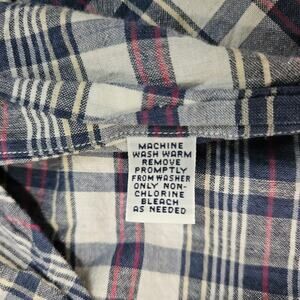 MACHINE
WASH WARM
REMOVE
PROMPTLY
FROM WASHER
ONLY NON-
CHLORINE
BLEACH
AS NEEDED